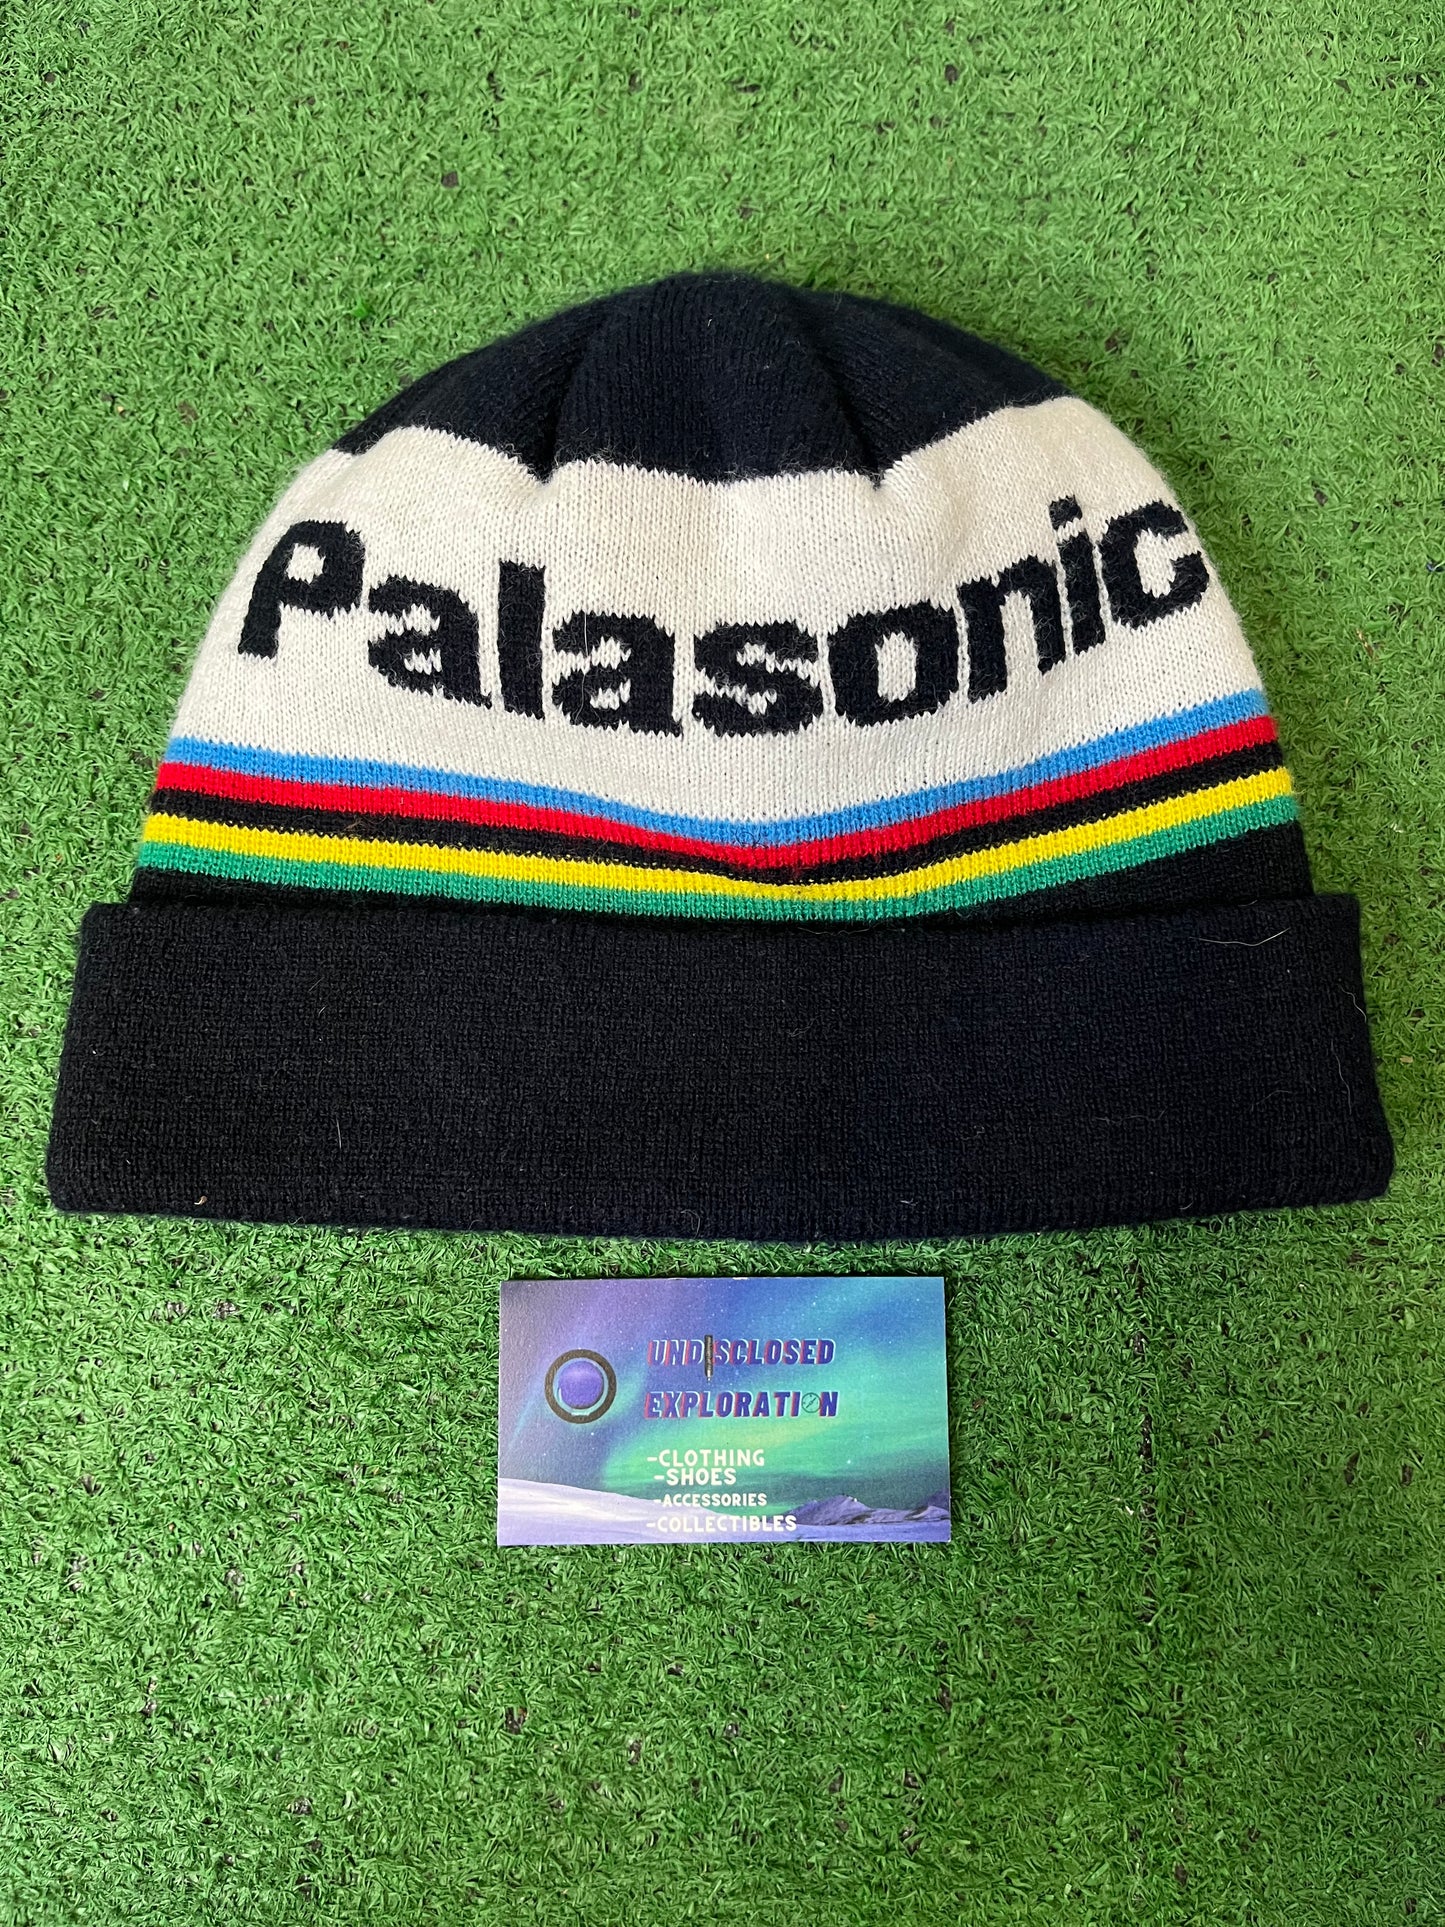 Palasonic
UNDISCLOSED
EXPLORATION
-CLOTHING
-SHOES
-ACCESSORIES
-COLLECTIBLES